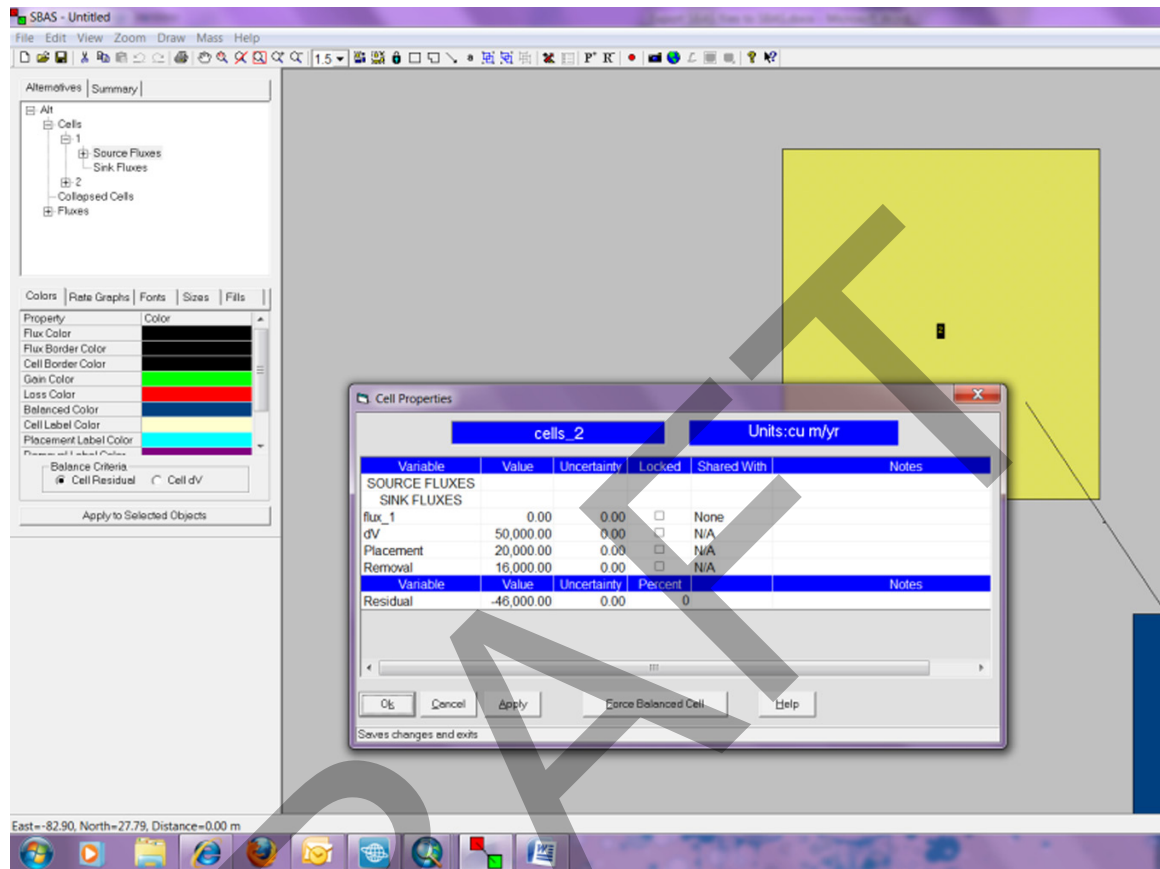 SBAS - Untitled
File Edit View Zoom Draw Mass Help
1.5
Alternatives Summary
Alt
Cells
1
Source Fluxes
Sink Fluxes
2
Collapsed Cells
Fluxes
Colors Rate Graphs Fonts Sizes Fills
Property Color
Flux Color
Flux Border Color
Cell Border Color
Gain Color
Loss Color
Balanced Color
Cell Label Color
Placement Label Color
Balance Criteria
Cell Residual Cell dV
Apply to Selected Objects
2
Cell Properties
cells_2 Units:cu m/yr
Variable Value Uncertainty Locked Shared With Notes
SOURCE FLUXES
SINK FLUXES
flux_1 0.00 0.00 None
dV 50,000.00 0.00 N/A
Placement 20,000.00 0.00 N/A
Removal 16,000.00 0.00 N/A
Variable Value Uncertainty Percent Notes
Residual -46,000.00 0.00 0
Ok Cancel Apply Force Balanced Cell Help
Saves changes and exits
East=-82.90, North=27.79, Distance=0.00 m
DRAFT